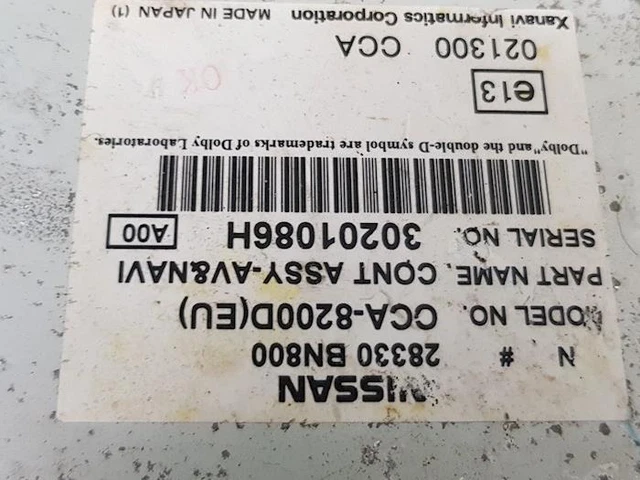 NISSAN
N # 28330 BN800
MODEL NO. CCA-8200D(EU)
PART NAME. CONT ASSY-AV&NAVI
SERIAL NO. 30201086H A00
"Dolby"and the double-D symbol are trademarks of Dolby Laboratories.
e13
021300 CCA
Xanavi Informatics Corporation MADE IN JAPAN (1)
OK